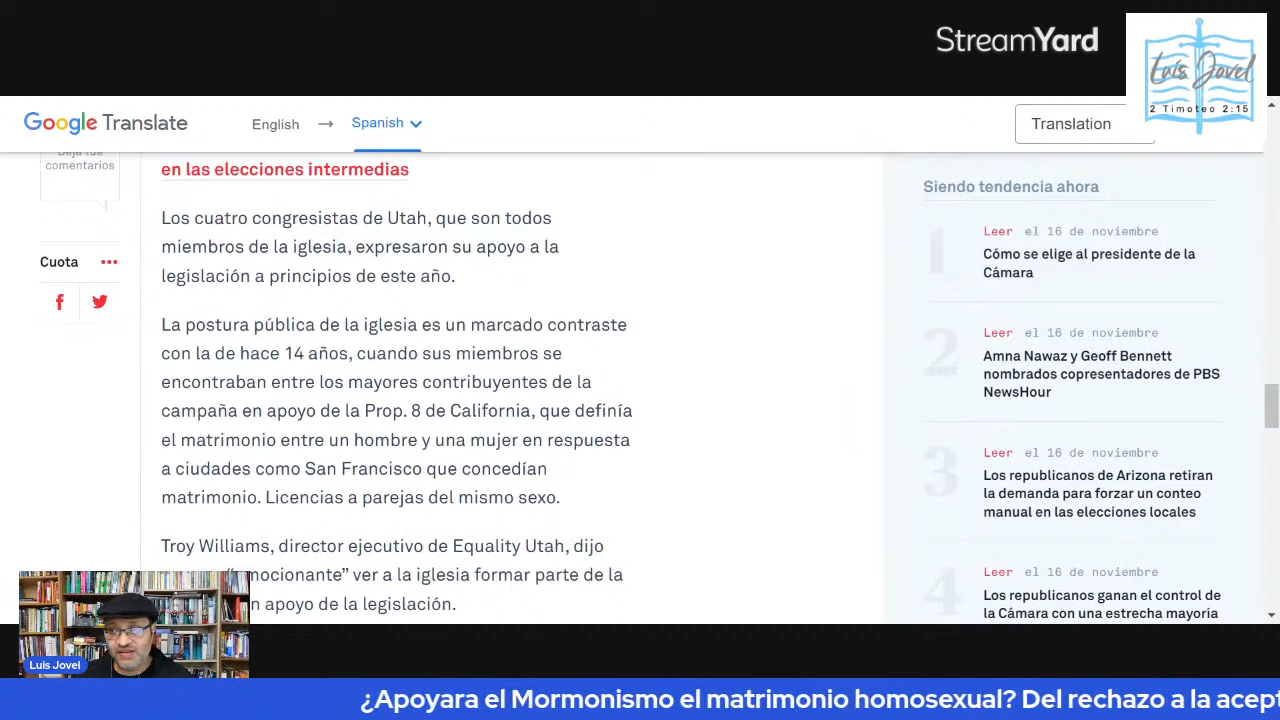 StreamYard
Luis Jovel
2 Timoteo 2:15
Google Translate
English → Spanish
Translation
Deja tus
comentarios
Cuota
en las elecciones intermedias
Los cuatro congresistas de Utah, que son todos
miembros de la iglesia, expresaron su apoyo a la
legislación a principios de este año.
La postura pública de la iglesia es un marcado contraste
con la de hace 14 años, cuando sus miembros se
encontraban entre los mayores contribuyentes de la
campaña en apoyo de la Prop. 8 de California, que definía
el matrimonio entre un hombre y una mujer en respuesta
a ciudades como San Francisco que concedían
matrimonio. Licencias a parejas del mismo sexo.
Troy Williams, director ejecutivo de Equality Utah, dijo
mocionante” ver a la iglesia formar parte de la
n apoyo de la legislación.
Siendo tendencia ahora
1
Leer el 16 de noviembre
Cómo se elige al presidente de la
Cámara
2
Leer el 16 de noviembre
Amna Nawaz y Geoff Bennett
nombrados copresentadores de PBS
NewsHour
3
Leer el 16 de noviembre
Los republicanos de Arizona retiran
la demanda para forzar un conteo
manual en las elecciones locales
4
Leer el 16 de noviembre
Los republicanos ganan el control de
la Cámara con una estrecha mayoría
Luis Jovel
¿Apoyara el Mormonismo el matrimonio homosexual? Del rechazo a la acept